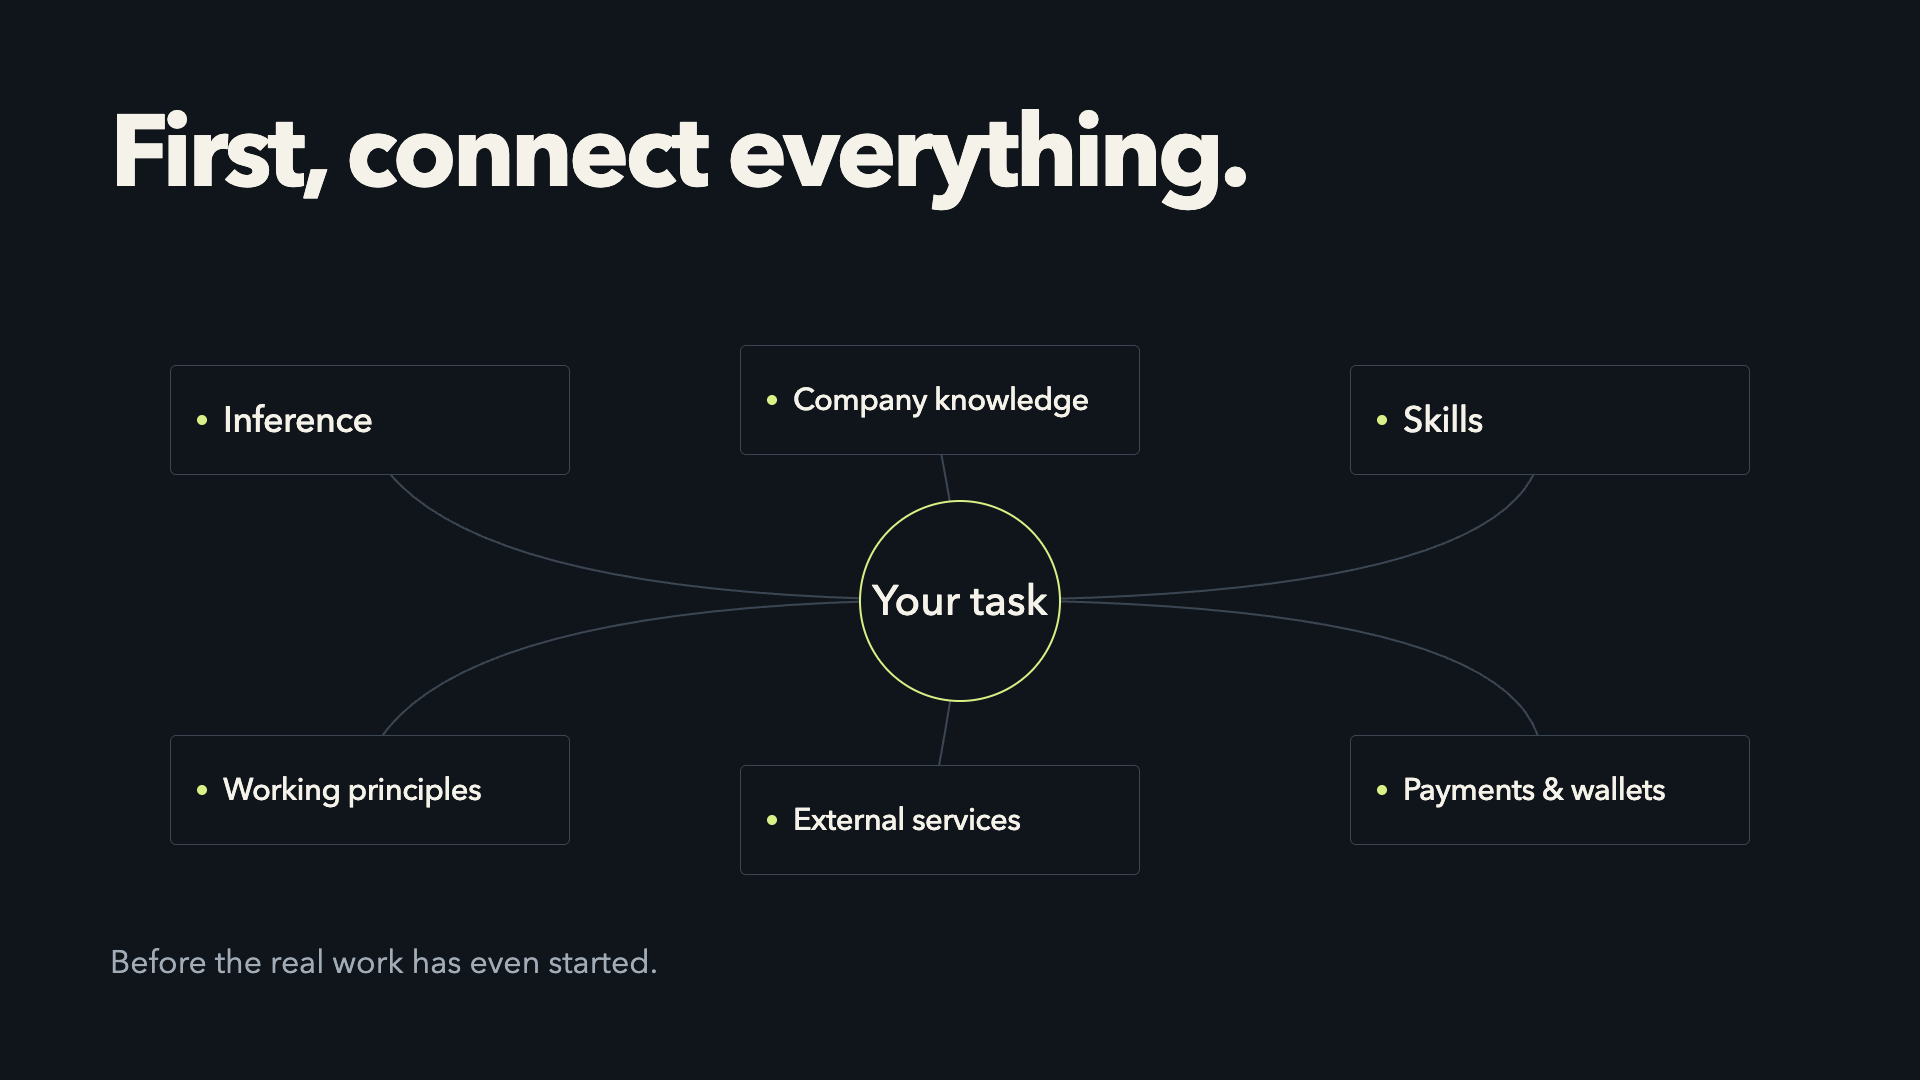 First, connect everything.
Inference
Company knowledge
Skills
Your task
Working principles
External services
Payments & wallets
Before the real work has even started.